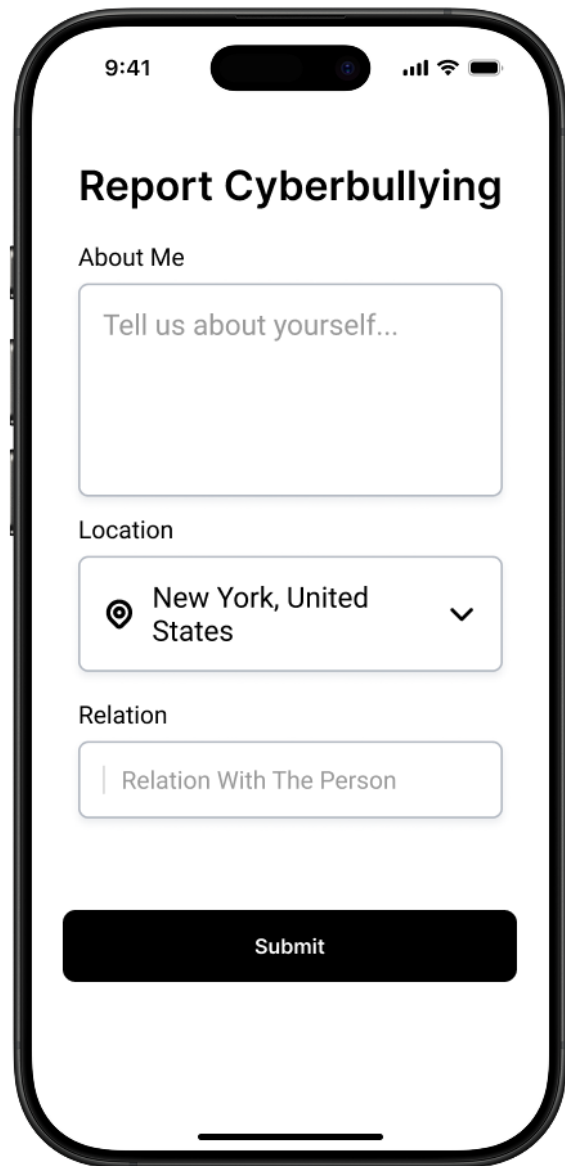 9:41
Report Cyberbullying
About Me
Tell us about yourself...
Location
New York, United
States
Relation
Relation With The Person
Submit